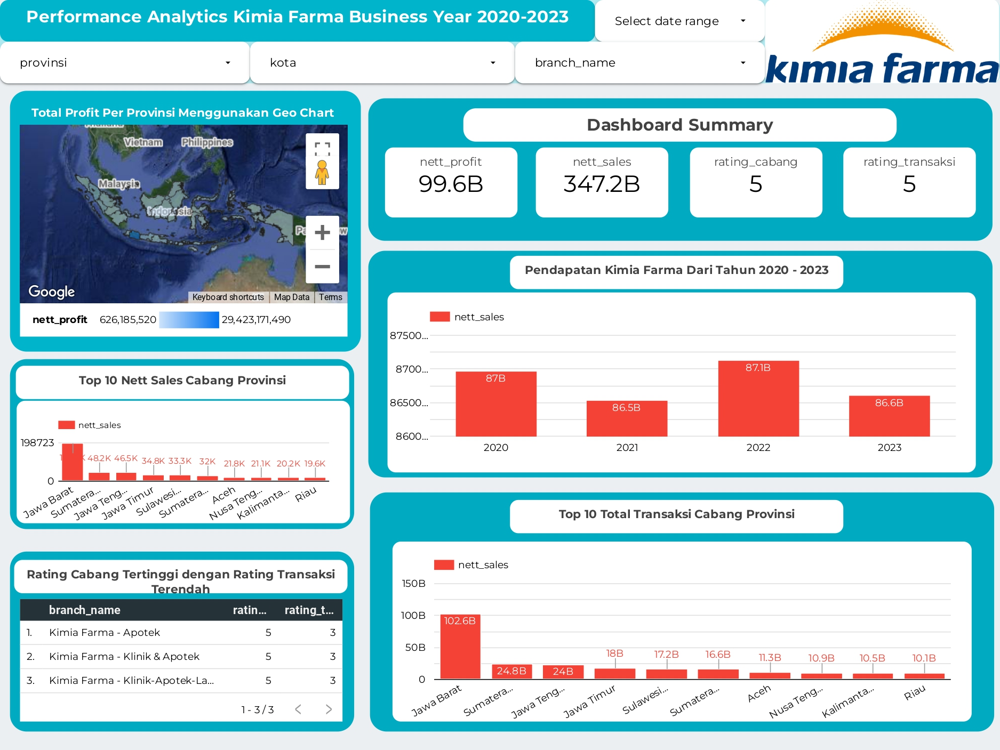 Performance Analytics Kimia Farma Business Year 2020-2023
Select date range
kimia farma
provinsi
kota
branch_name
Total Profit Per Provinsi Menggunakan Geo Chart
Thailand
Vietnam
Philippines
Malaysia
Indonesia
Google
Keyboard shortcuts
Map Data
Terms
nett_profit
626,185,520
29,423,171,490
Dashboard Summary
nett_profit
99.6B
nett_sales
347.2B
rating_cabang
5
rating_transaksi
5
Pendapatan Kimia Farma Dari Tahun 2020 - 2023
nett_sales
87500...
8700...
86500...
8600...
87B
86.5B
87.1B
86.6B
2020
2021
2022
2023
Top 10 Nett Sales Cabang Provinsi
nett_sales
198723
0
48.2K
46.5K
34.8K
33.3K
32K
21.8K
21.1K
20.2K
19.6K
Jawa Barat
Sumatera...
Jawa Teng...
Jawa Timur
Sulawesi...
Sumatera...
Aceh
Nusa Teng...
Kalimanta...
Riau
Rating Cabang Tertinggi dengan Rating Transaksi
Terendah
branch_name ratin... rating_t...
1. Kimia Farma - Apotek 5 3
2. Kimia Farma - Klinik & Apotek 5 3
3. Kimia Farma - Klinik-Apotek-La... 5 3
1 - 3 / 3
Top 10 Total Transaksi Cabang Provinsi
nett_sales
150B
100B
50B
0
102.6B
24.8B
24B
18B
17.2B
16.6B
11.3B
10.9B
10.5B
10.1B
Jawa Barat
Sumatera...
Jawa Teng...
Jawa Timur
Sulawesi...
Sumatera...
Aceh
Nusa Teng...
Kalimanta...
Riau